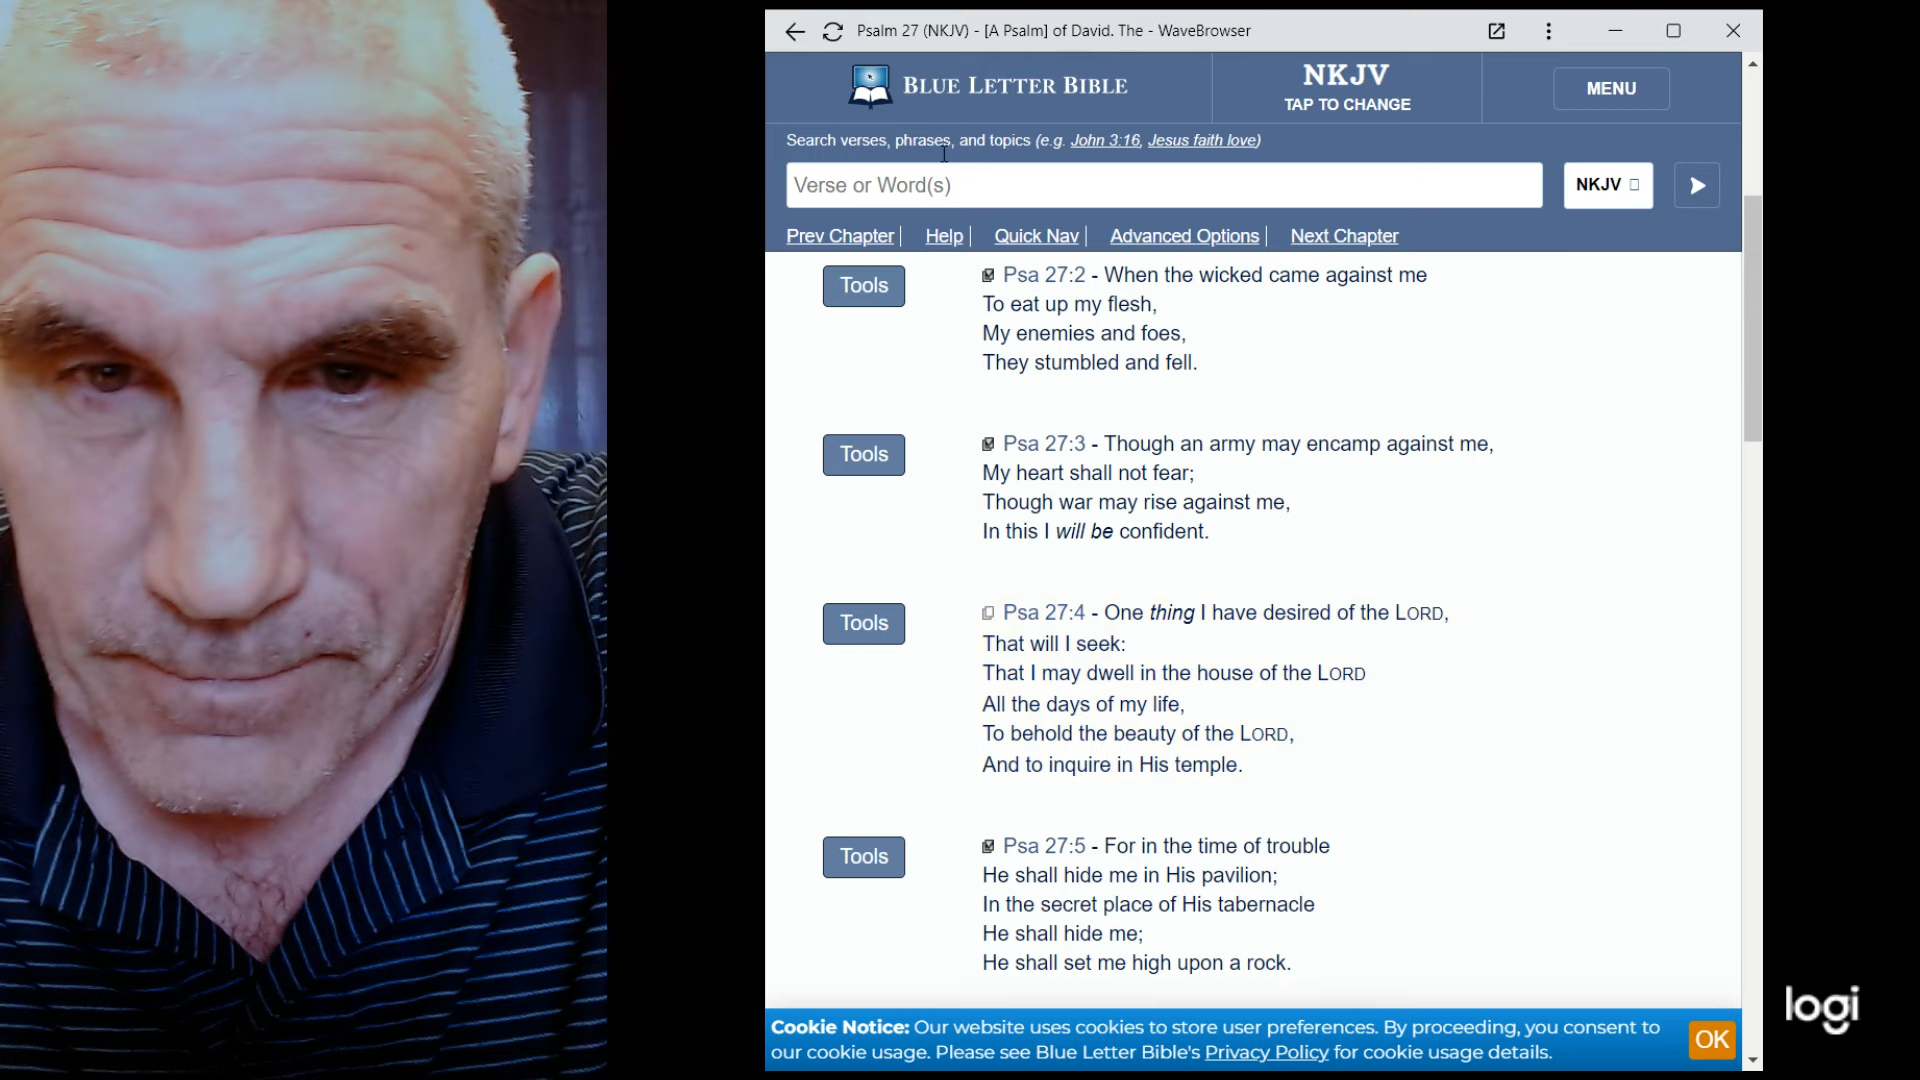 Psalm 27 (NKJV) - [A Psalm] of David. The - WaveBrowser
BLUE LETTER BIBLE
NKJV
TAP TO CHANGE
MENU
Search verses, phrases, and topics (e.g. John 3:16, Jesus faith love)
Verse or Word(s)
NKJV
Prev Chapter | Help | Quick Nav | Advanced Options | Next Chapter
Tools
Psa 27:2 - When the wicked came against me
To eat up my flesh,
My enemies and foes,
They stumbled and fell.
Tools
Psa 27:3 - Though an army may encamp against me,
My heart shall not fear;
Though war may rise against me,
In this I will be confident.
Tools
Psa 27:4 - One thing I have desired of the LORD,
That will I seek:
That I may dwell in the house of the LORD
All the days of my life,
To behold the beauty of the LORD,
And to inquire in His temple.
Tools
Psa 27:5 - For in the time of trouble
He shall hide me in His pavilion;
In the secret place of His tabernacle
He shall hide me;
He shall set me high upon a rock.
Cookie Notice: Our website uses cookies to store user preferences. By proceeding, you consent to
our cookie usage. Please see Blue Letter Bible's Privacy Policy for cookie usage details.
OK
logi